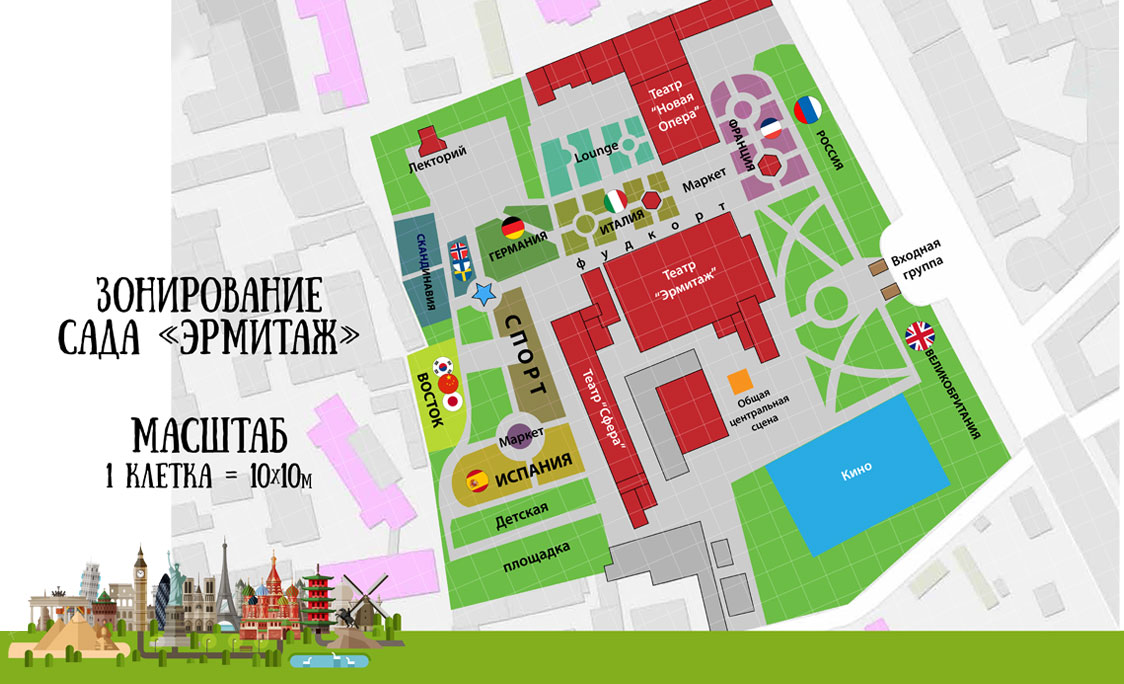 ЗОНИРОВАНИЕ
САДА «ЭРМИТАЖ»
МАСШТАБ
1 КЛЕТКА = 10х10м
Лекторий
Lounge
Театр
"Новая
Опера"
ФРАНЦИЯ
РОССИЯ
Маркет
ИТАЛИЯ
ГЕРМАНИЯ
СКАНДИНАВИЯ
фудкорт
Входная
группа
Театр
"Эрмитаж"
СПОРТ
ВОСТОК
Театр "Сфера"
Общая
центральная
сцена
ВЕЛИКОБРИТАНИЯ
Маркет
ИСПАНИЯ
Кино
Детская
площадка